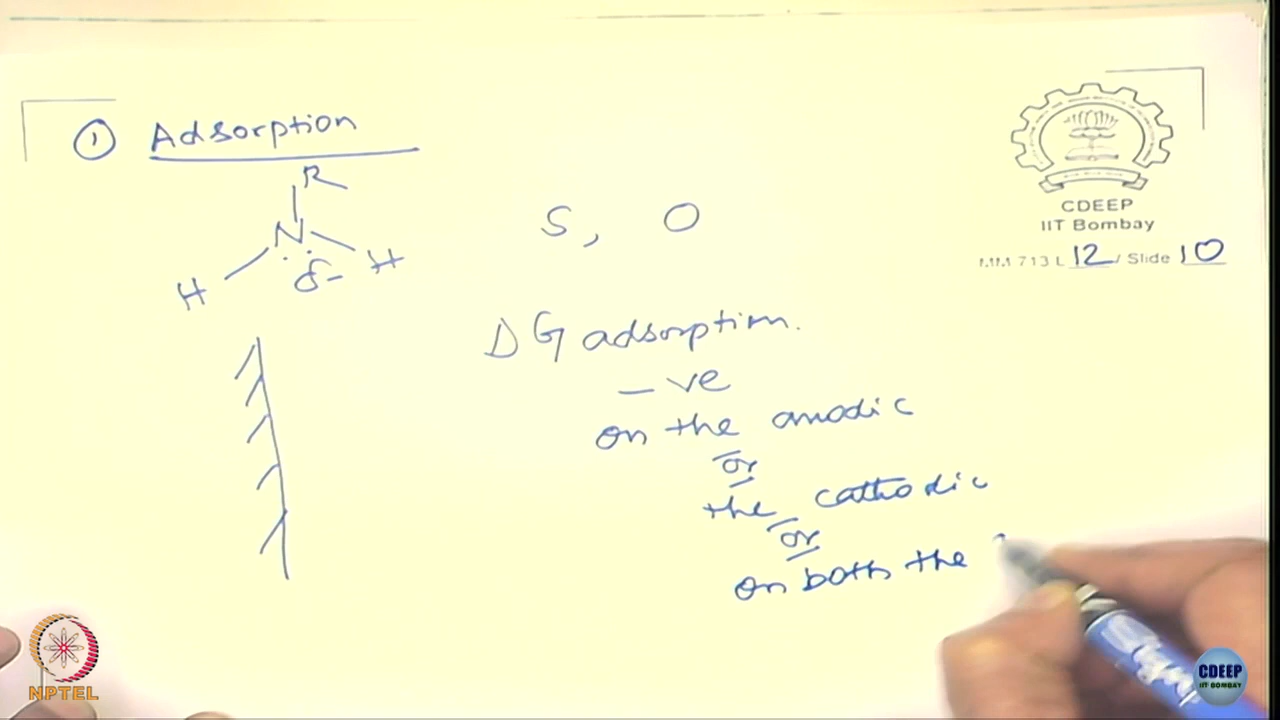 ① Adsorption
R
N
H
δ-
H
S, O
CDEEP
IIT Bombay
MM 713 L 12 / Slide 10
ΔG adsorption.
-ve
on the anodic
or
the cathodic
or
on both the
NPTEL
CDEEP
IIT BOMBAY